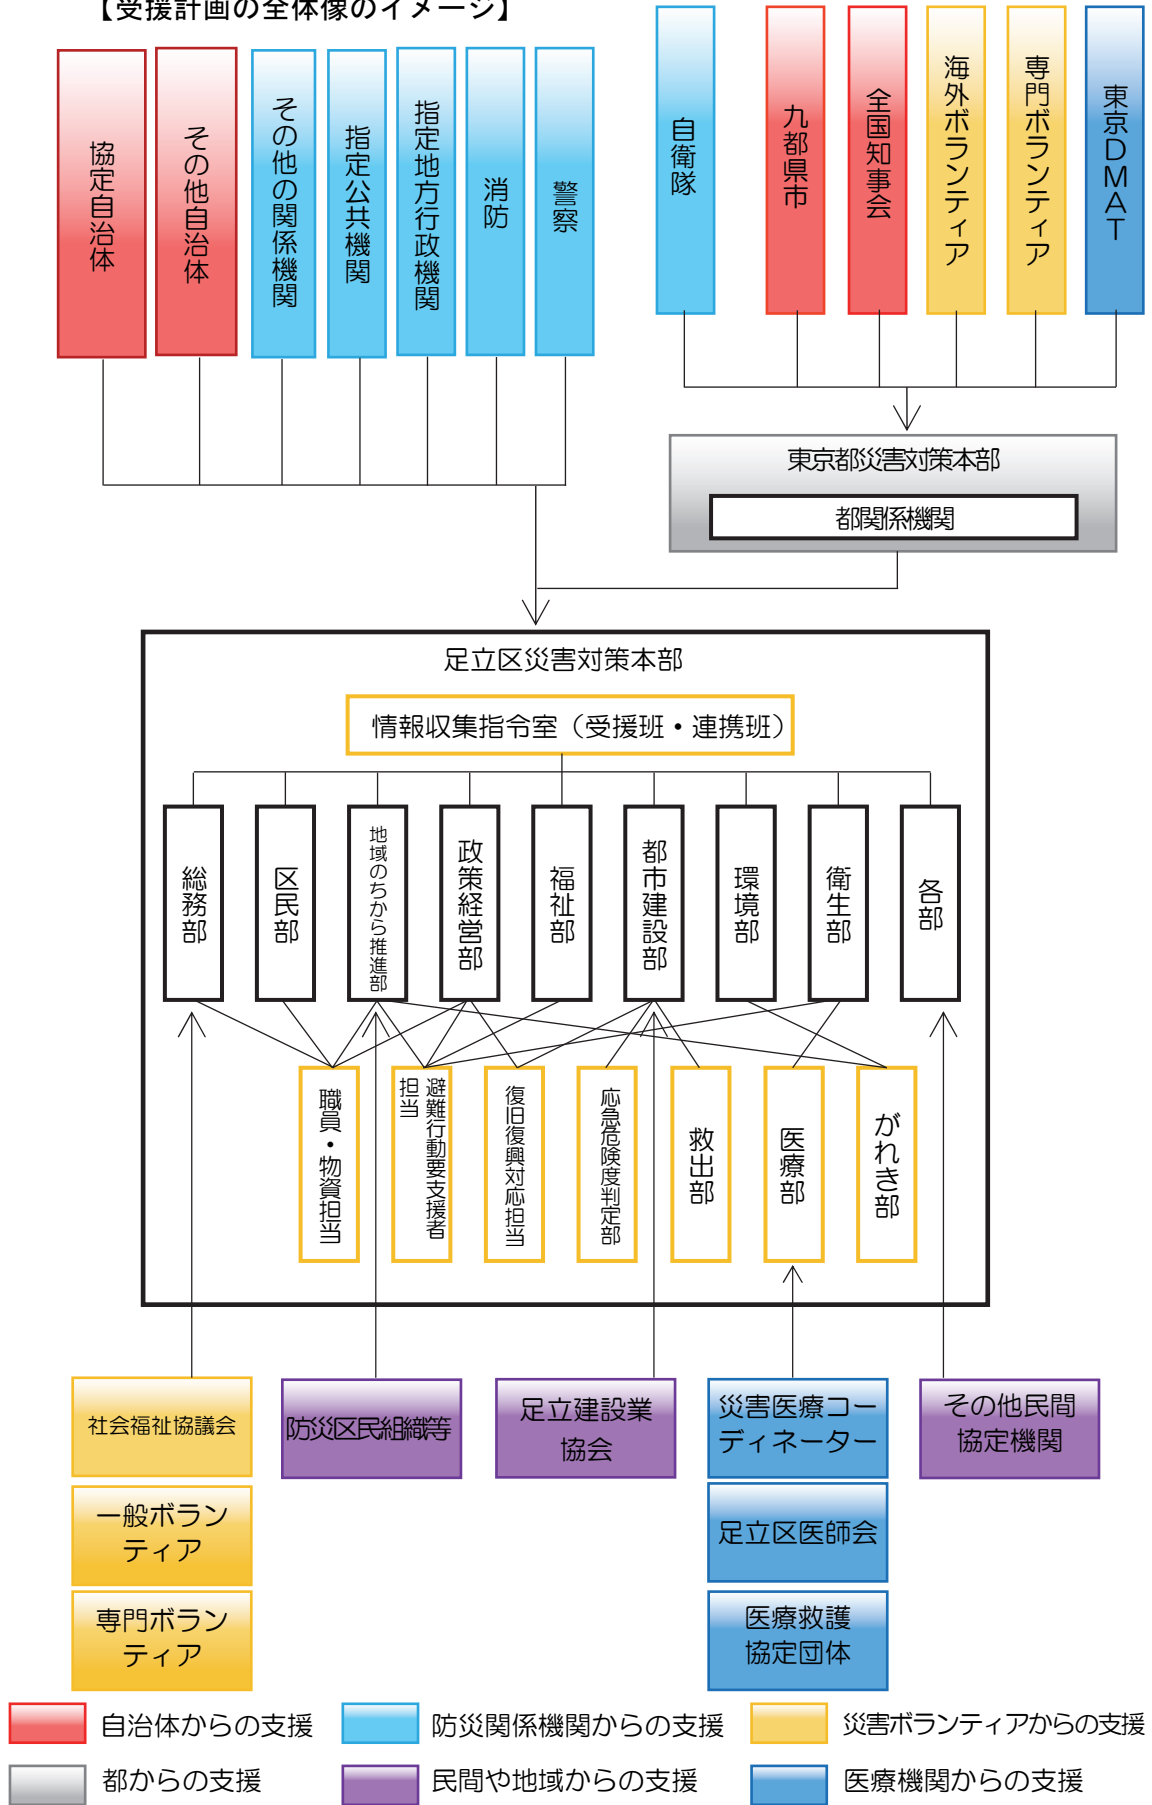 【受援計画の全体像のイメージ】
協定自治体
その他自治体
その他の関係機関
指定公共機関
指定地方行政機関
消防
警察
自衛隊
九都県市
全国知事会
海外ボランティア
専門ボランティア
東京DMAT
東京都災害対策本部
都関係機関
足立区災害対策本部
情報収集指令室（受援班・連携班）
総務部
区民部
地域のちから推進部
政策経営部
福祉部
都市建設部
環境部
衛生部
各部
職員・物資担当
避難行動要支援者
担当
復旧復興対応担当
応急危険度判定部
救出部
医療部
がれき部
社会福祉協議会
防災区民組織等
足立建設業
協会
災害医療コー
ディネーター
その他民間
協定機関
一般ボラン
ティア
足立区医師会
専門ボラン
ティア
医療救護
協定団体
自治体からの支援
防災関係機関からの支援
災害ボランティアからの支援
都からの支援
民間や地域からの支援
医療機関からの支援